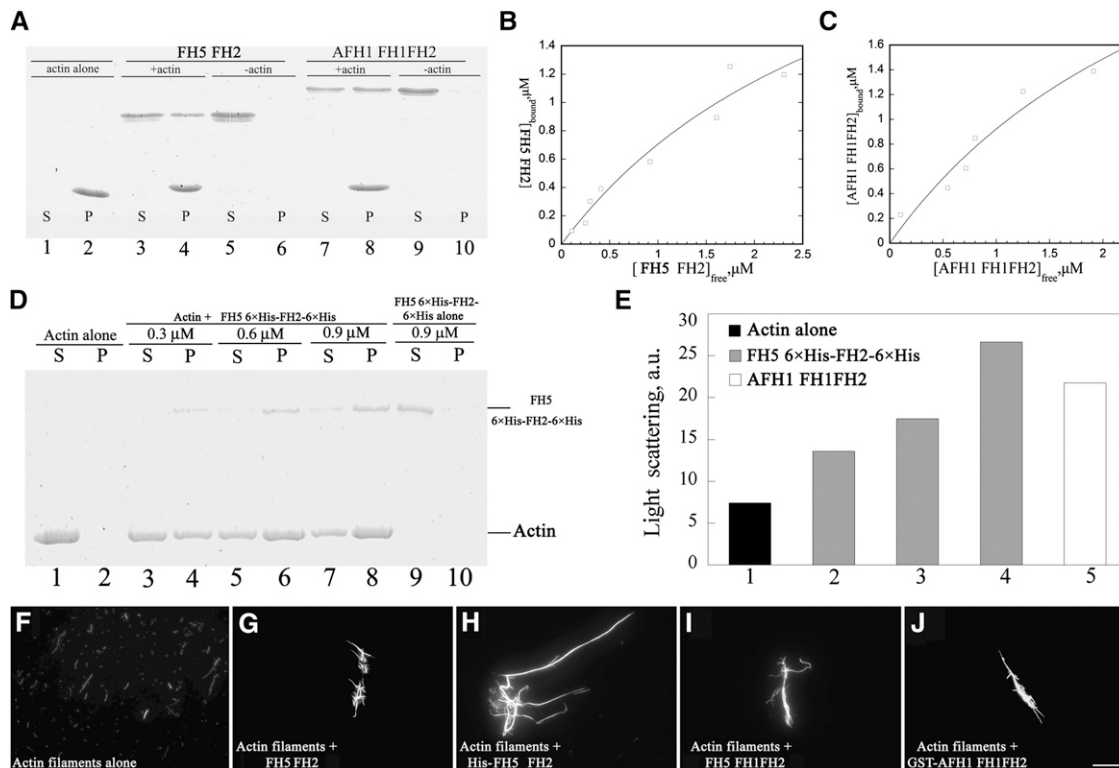 A
FH5 FH2
AFH1 FH1FH2
actin alone
+actin
-actin
+actin
-actin
S P S P S P S P S P
1 2 3 4 5 6 7 8 9 10
B
1.4
1.2
1
0.8
0.6
0.4
0.2
0
[FH5 FH2]bound,μM
0 0.5 1 1.5 2 2.5
[FH5 FH2]free,μM
C
1.6
1.4
1.2
1
0.8
0.6
0.4
0.2
0
[AFH1 FH1FH2]bound,μM
0 0.5 1 1.5 2
[AFH1 FH1FH2]free,μM
D
Actin alone
Actin + FH5 6×His-FH2-6×His
FH5 6×His-FH2-
6×His alone
0.3 μM 0.6 μM 0.9 μM 0.9 μM
S P S P S P S P S P
FH5
6×His-FH2-6×His
Actin
1 2 3 4 5 6 7 8 9 10
E
30
25
20
15
10
5
0
Light scattering, a.u.
Actin alone
FH5 6×His-FH2-6×His
AFH1 FH1FH2
1 2 3 4 5
F
Actin filaments alone
G
Actin filaments +
FH5 FH2
H
Actin filaments +
His-FH5 FH2
I
Actin filaments +
FH5 FH1FH2
J
Actin filaments +
GST-AFH1 FH1FH2